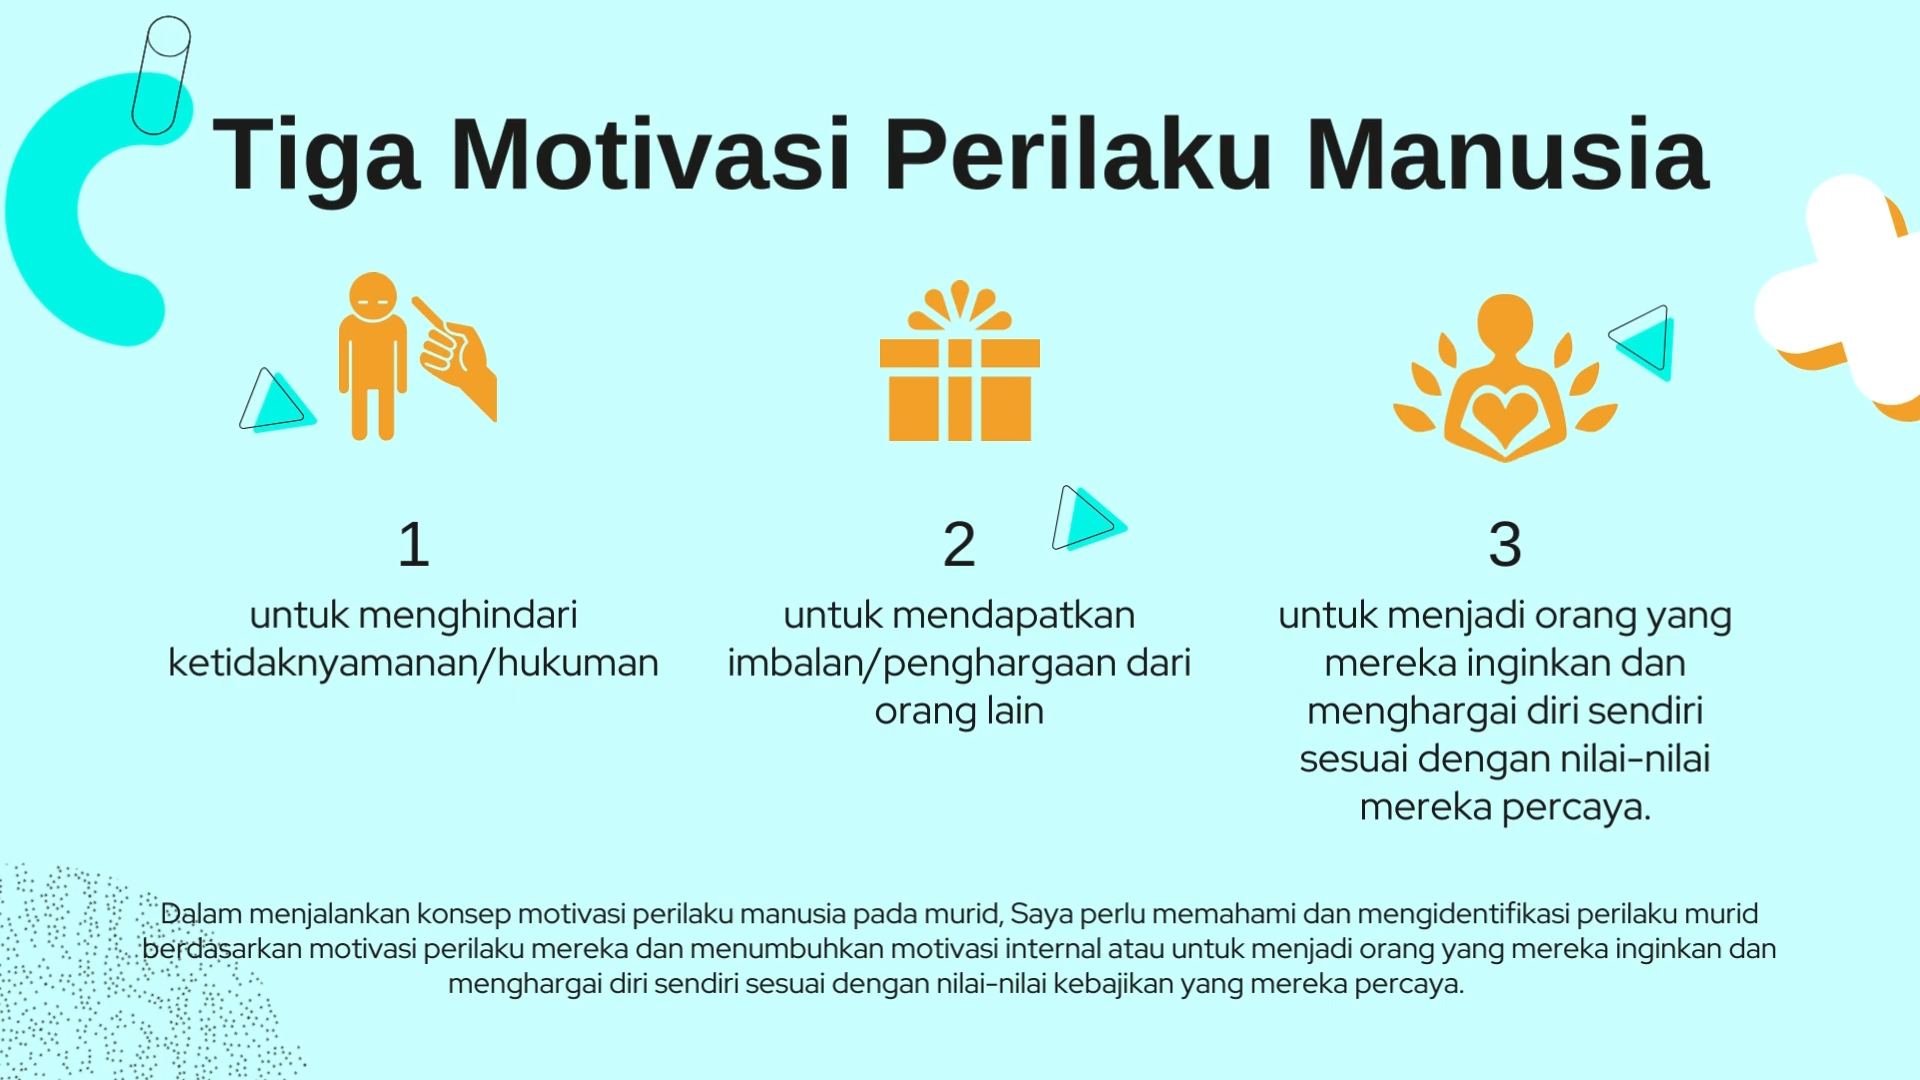 Tiga Motivasi Perilaku Manusia
1
untuk menghindari
ketidaknyamanan/hukuman
2
untuk mendapatkan
imbalan/penghargaan dari
orang lain
3
untuk menjadi orang yang
mereka inginkan dan
menghargai diri sendiri
sesuai dengan nilai-nilai
mereka percaya.
Dalam menjalankan konsep motivasi perilaku manusia pada murid, Saya perlu memahami dan mengidentifikasi perilaku murid
berdasarkan motivasi perilaku mereka dan menumbuhkan motivasi internal atau untuk menjadi orang yang mereka inginkan dan
menghargai diri sendiri sesuai dengan nilai-nilai kebajikan yang mereka percaya.